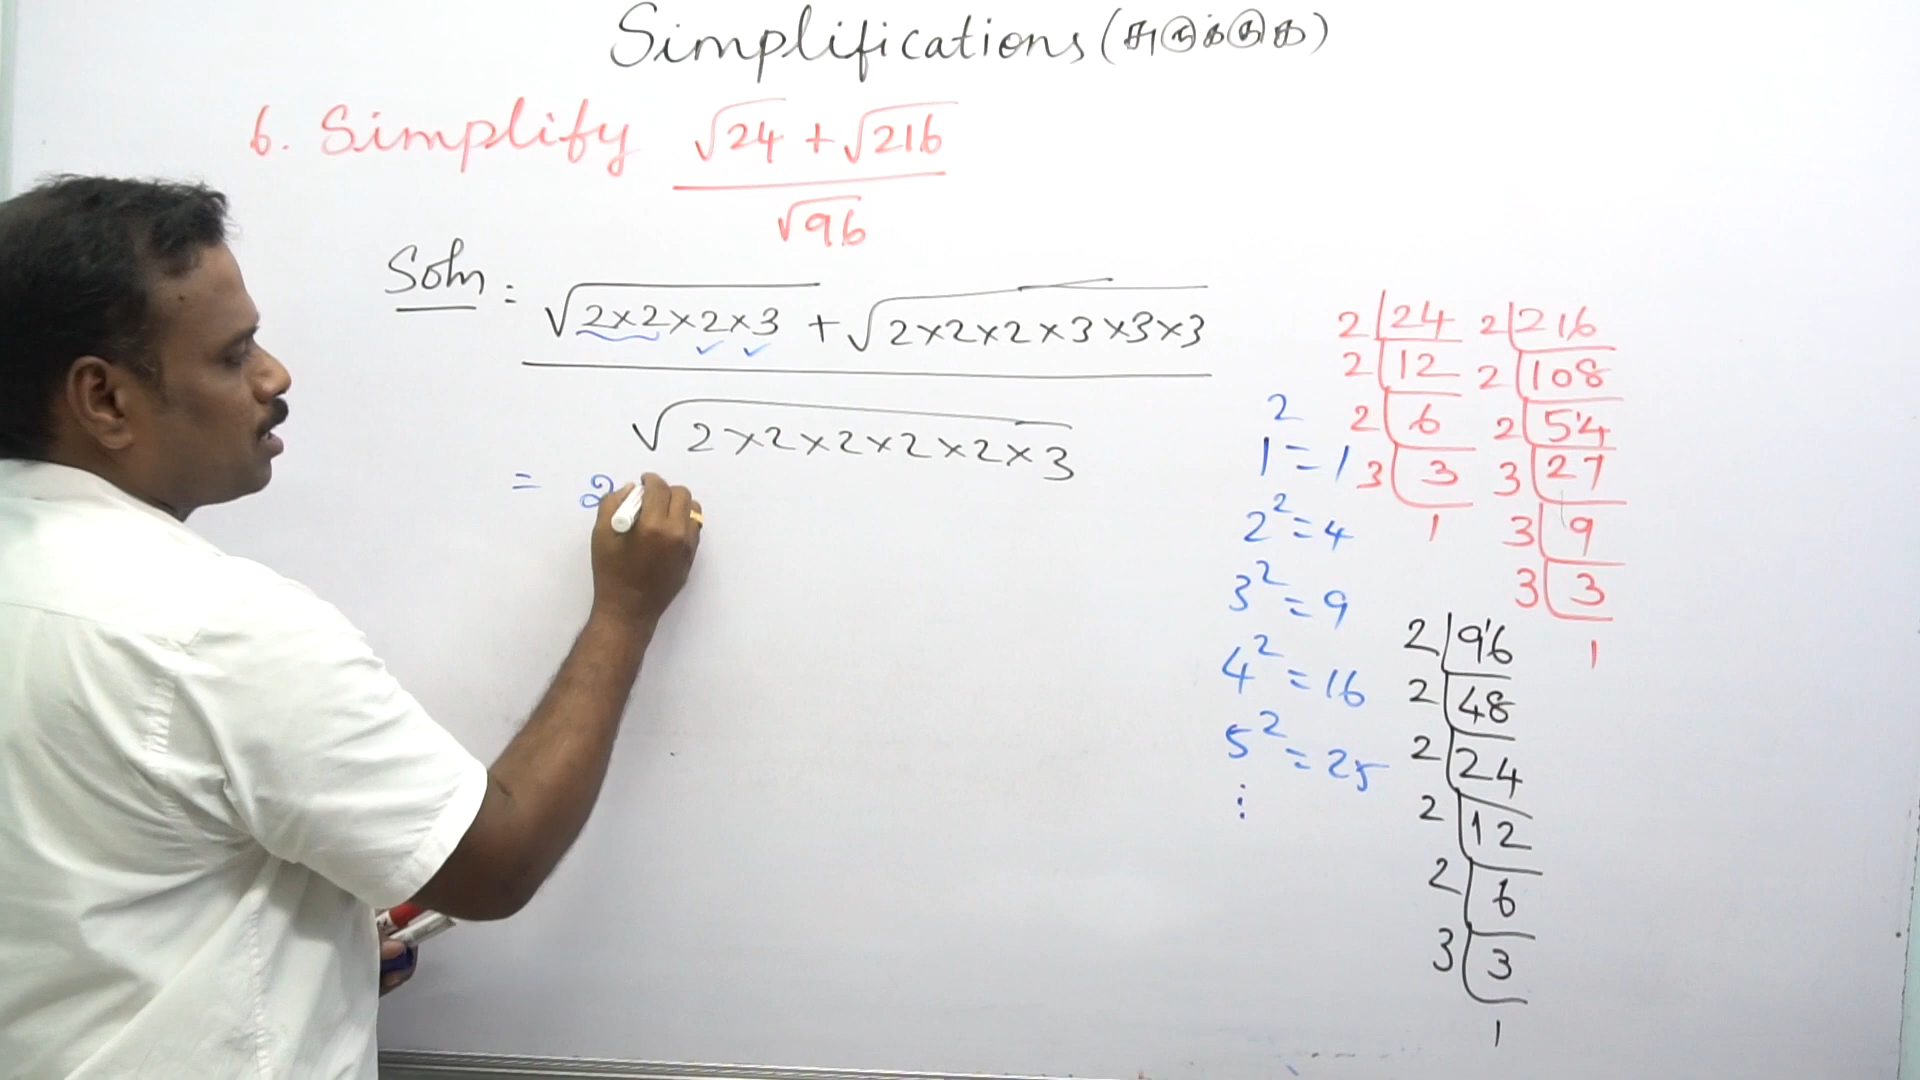 Simplifications (சுருக்குக)
6. Simplify √24 + √216
√96
Soln : √2×2×2×3 + √2×2×2×3×3×3
√2×2×2×2×2×3
= 2
2 | 24
2 | 12
2 | 6
3 | 3
1
2 | 216
2 | 108
2 | 54
3 | 27
3 | 9
3 | 3
1
1² = 1
2² = 4
3² = 9
4² = 16
5² = 25
⋮
2 | 96
2 | 48
2 | 24
2 | 12
2 | 6
3 | 3
1